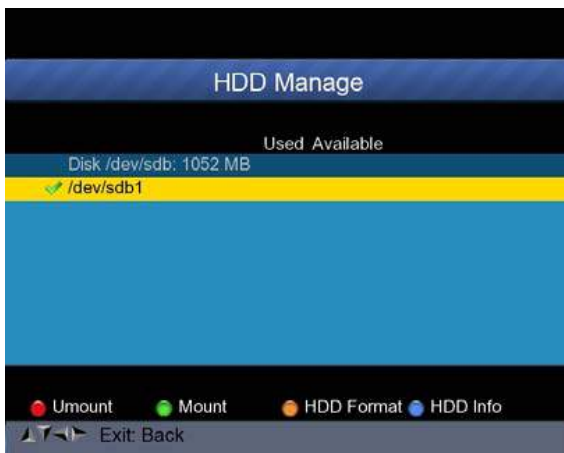 HDD Manage
Used Available
Disk /dev/sdb: 1052 MB
/dev/sdb1
Umount Mount HDD Format HDD Info
Exit: Back